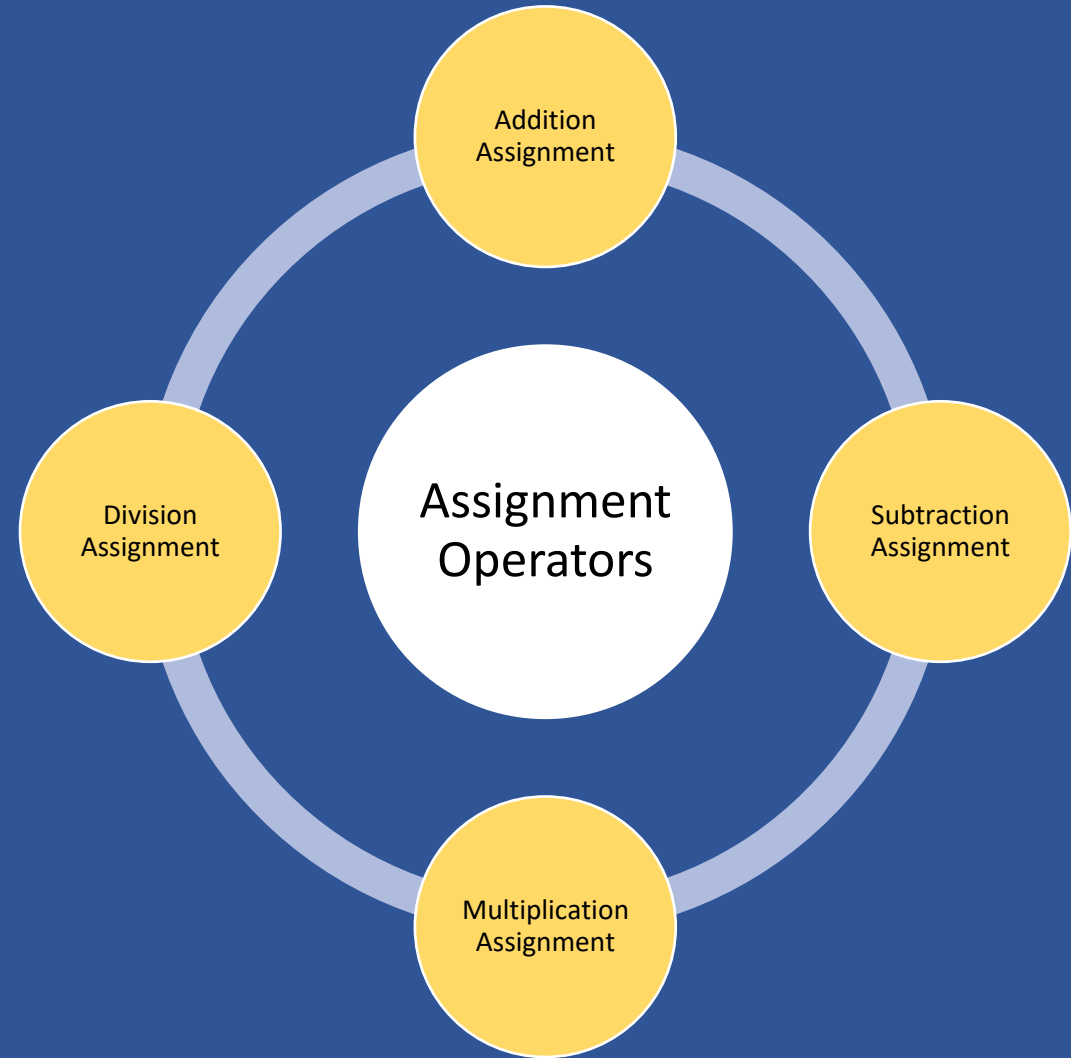 Addition
Assignment
Division
Assignment
Assignment
Operators
Subtraction
Assignment
Multiplication
Assignment